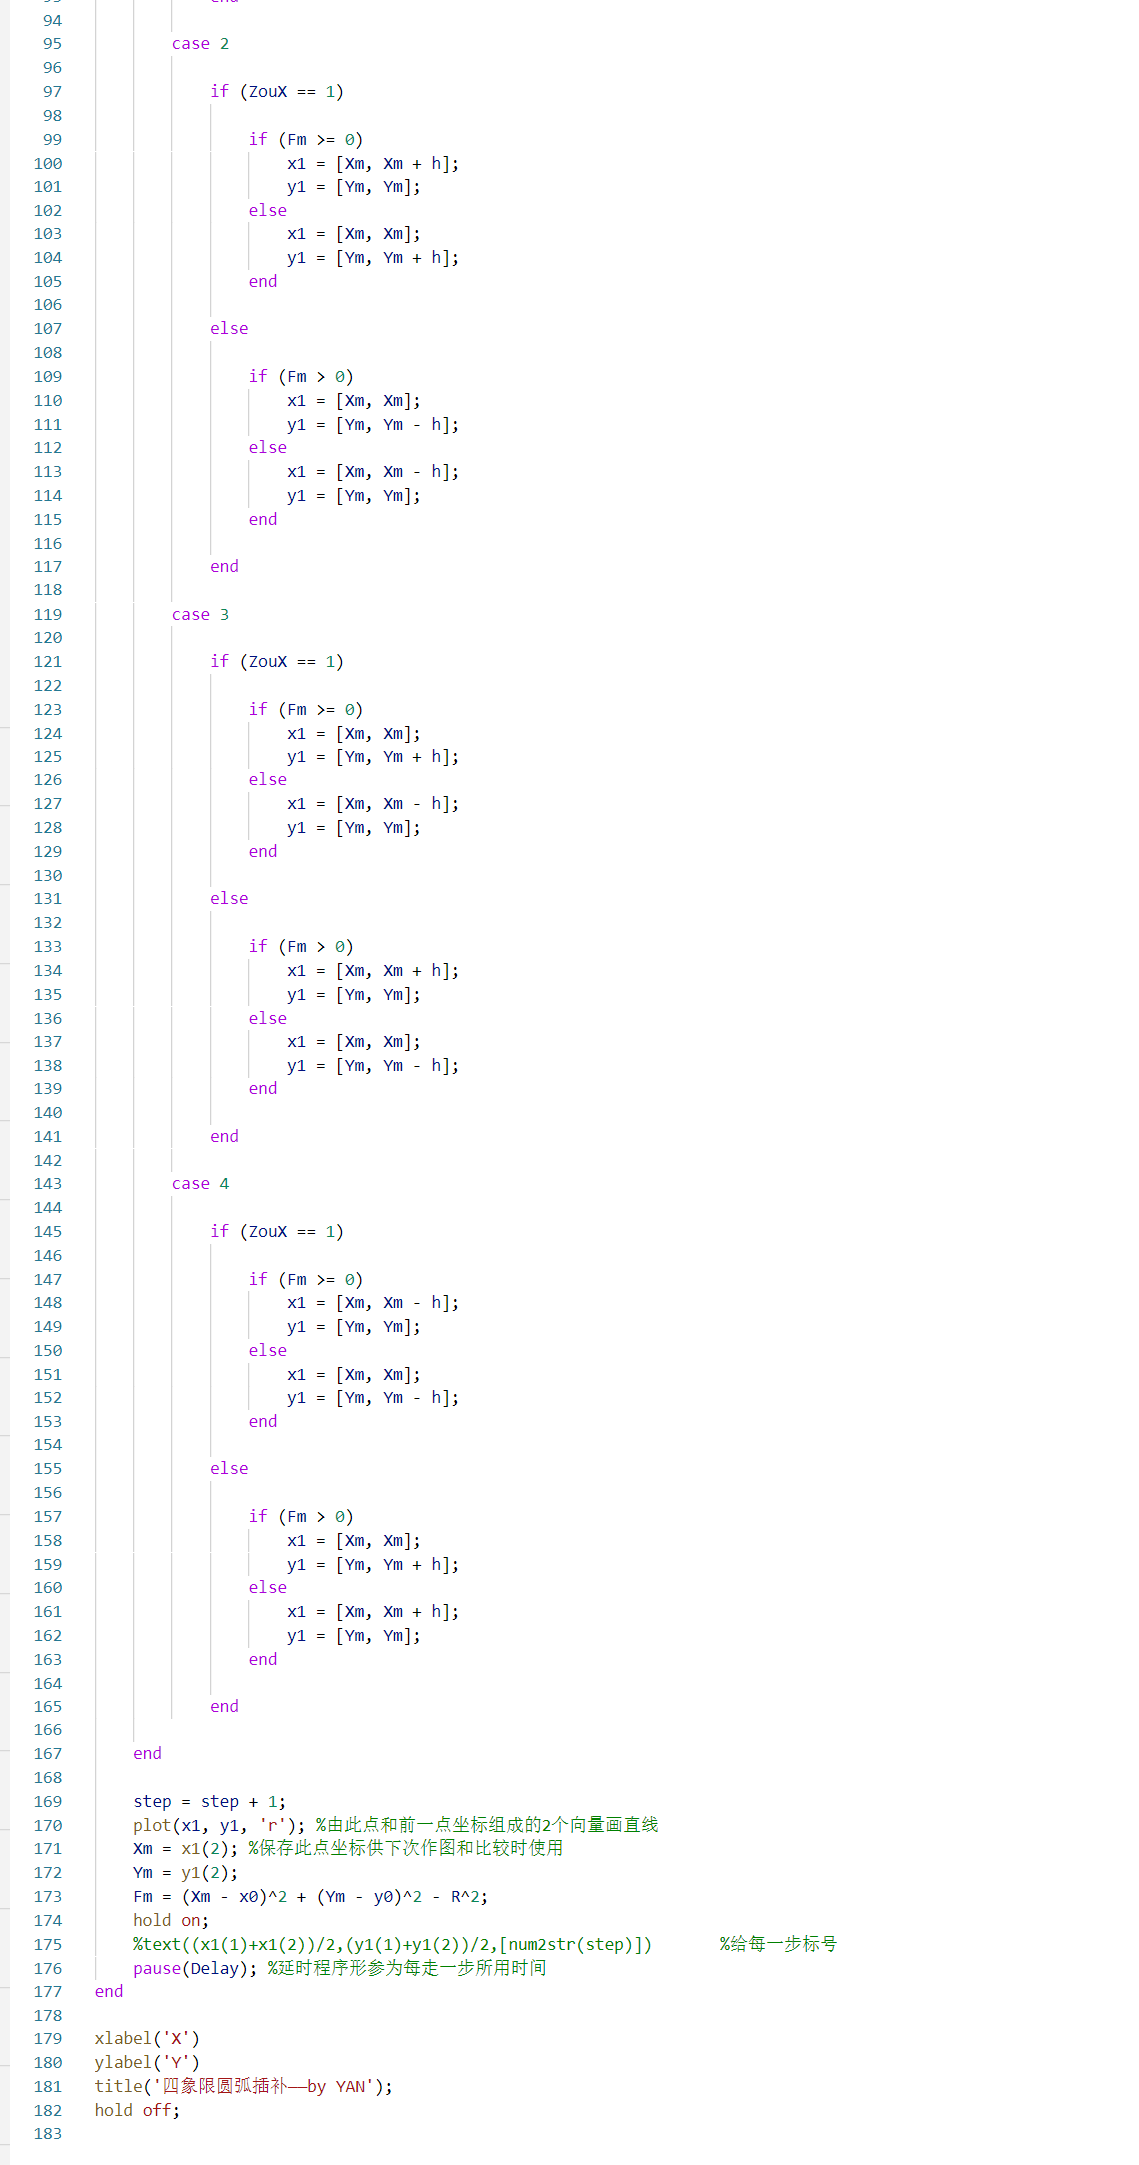 94
95 case 2
96
97 if (ZouX == 1)
98
99 if (Fm >= 0)
100 x1 = [Xm, Xm + h];
101 y1 = [Ym, Ym];
102 else
103 x1 = [Xm, Xm];
104 y1 = [Ym, Ym + h];
105 end
106
107 else
108
109 if (Fm > 0)
110 x1 = [Xm, Xm];
111 y1 = [Ym, Ym - h];
112 else
113 x1 = [Xm, Xm - h];
114 y1 = [Ym, Ym];
115 end
116
117 end
118
119 case 3
120
121 if (ZouX == 1)
122
123 if (Fm >= 0)
124 x1 = [Xm, Xm];
125 y1 = [Ym, Ym + h];
126 else
127 x1 = [Xm, Xm - h];
128 y1 = [Ym, Ym];
129 end
130
131 else
132
133 if (Fm > 0)
134 x1 = [Xm, Xm + h];
135 y1 = [Ym, Ym];
136 else
137 x1 = [Xm, Xm];
138 y1 = [Ym, Ym - h];
139 end
140
141 end
142
143 case 4
144
145 if (ZouX == 1)
146
147 if (Fm >= 0)
148 x1 = [Xm, Xm - h];
149 y1 = [Ym, Ym];
150 else
151 x1 = [Xm, Xm];
152 y1 = [Ym, Ym - h];
153 end
154
155 else
156
157 if (Fm > 0)
158 x1 = [Xm, Xm];
159 y1 = [Ym, Ym + h];
160 else
161 x1 = [Xm, Xm + h];
162 y1 = [Ym, Ym];
163 end
164
165 end
166
167 end
168
169 step = step + 1;
170 plot(x1, y1, 'r'); %由此点和前一点坐标组成的2个向量画直线
171 Xm = x1(2); %保存此点坐标供下次作图和比较时使用
172 Ym = y1(2);
173 Fm = (Xm - x0)^2 + (Ym - y0)^2 - R^2;
174 hold on;
175 %text((x1(1)+x1(2))/2,(y1(1)+y1(2))/2,[num2str(step)]) %给每一步标号
176 pause(Delay); %延时程序形参为每走一步所用时间
177 end
178
179 xlabel('X')
180 ylabel('Y')
181 title('四象限圆弧插补——by YAN');
182 hold off;
183